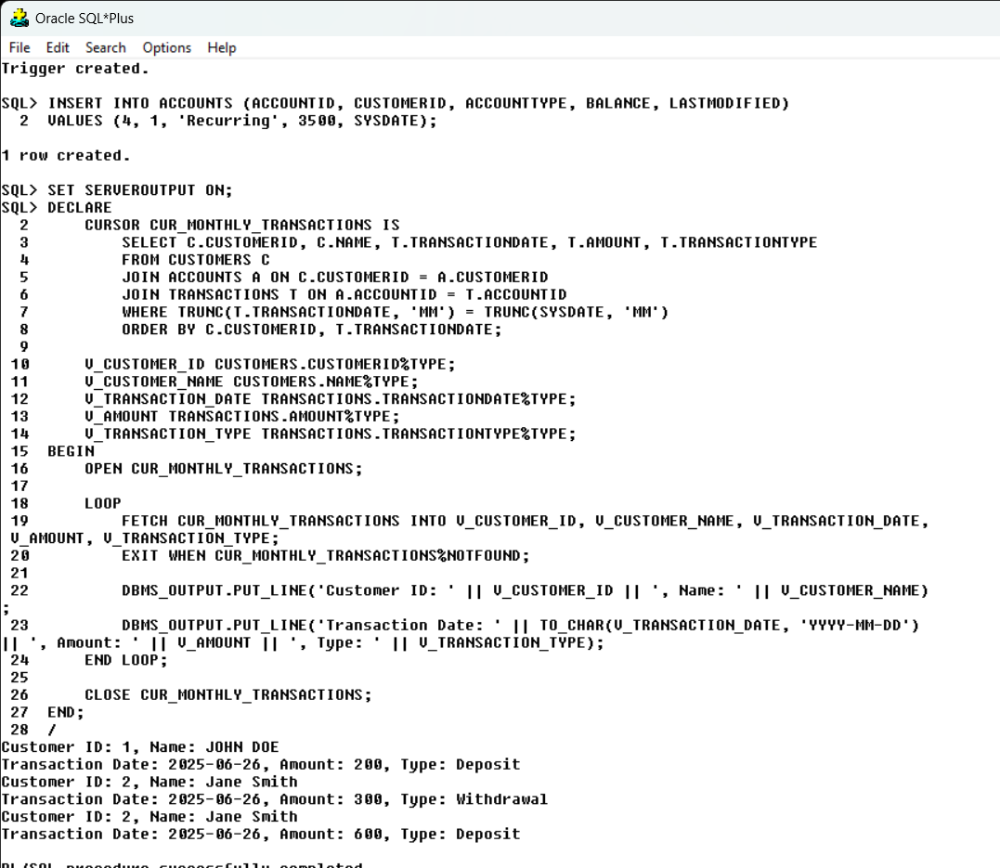 Oracle SQL*Plus
File Edit Search Options Help
Trigger created.
SQL> INSERT INTO ACCOUNTS (ACCOUNTID, CUSTOMERID, ACCOUNTTYPE, BALANCE, LASTMODIFIED)
  2  VALUES (4, 1, 'Recurring', 3500, SYSDATE);
1 row created.
SQL> SET SERVEROUTPUT ON;
SQL> DECLARE
  2      CURSOR CUR_MONTHLY_TRANSACTIONS IS
  3          SELECT C.CUSTOMERID, C.NAME, T.TRANSACTIONDATE, T.AMOUNT, T.TRANSACTIONTYPE
  4          FROM CUSTOMERS C
  5          JOIN ACCOUNTS A ON C.CUSTOMERID = A.CUSTOMERID
  6          JOIN TRANSACTIONS T ON A.ACCOUNTID = T.ACCOUNTID
  7          WHERE TRUNC(T.TRANSACTIONDATE, 'MM') = TRUNC(SYSDATE, 'MM')
  8          ORDER BY C.CUSTOMERID, T.TRANSACTIONDATE;
  9
 10      V_CUSTOMER_ID CUSTOMERS.CUSTOMERID%TYPE;
 11      V_CUSTOMER_NAME CUSTOMERS.NAME%TYPE;
 12      V_TRANSACTION_DATE TRANSACTIONS.TRANSACTIONDATE%TYPE;
 13      V_AMOUNT TRANSACTIONS.AMOUNT%TYPE;
 14      V_TRANSACTION_TYPE TRANSACTIONS.TRANSACTIONTYPE%TYPE;
 15  BEGIN
 16      OPEN CUR_MONTHLY_TRANSACTIONS;
 17
 18      LOOP
 19          FETCH CUR_MONTHLY_TRANSACTIONS INTO V_CUSTOMER_ID, V_CUSTOMER_NAME, V_TRANSACTION_DATE,
 V_AMOUNT, V_TRANSACTION_TYPE;
 20          EXIT WHEN CUR_MONTHLY_TRANSACTIONS%NOTFOUND;
 21
 22          DBMS_OUTPUT.PUT_LINE('Customer ID: ' || V_CUSTOMER_ID || ', Name: ' || V_CUSTOMER_NAME)
;
 23          DBMS_OUTPUT.PUT_LINE('Transaction Date: ' || TO_CHAR(V_TRANSACTION_DATE, 'YYYY-MM-DD')
|| ', Amount: ' || V_AMOUNT || ', Type: ' || V_TRANSACTION_TYPE);
 24      END LOOP;
 25
 26      CLOSE CUR_MONTHLY_TRANSACTIONS;
 27  END;
 28  /
Customer ID: 1, Name: JOHN DOE
Transaction Date: 2025-06-26, Amount: 200, Type: Deposit
Customer ID: 2, Name: Jane Smith
Transaction Date: 2025-06-26, Amount: 300, Type: Withdrawal
Customer ID: 2, Name: Jane Smith
Transaction Date: 2025-06-26, Amount: 600, Type: Deposit
PL/SQL procedure successfully completed